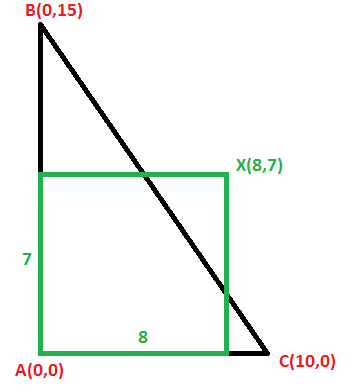 B(0,15)
X(8,7)
7
8
A(0,0)
C(10,0)